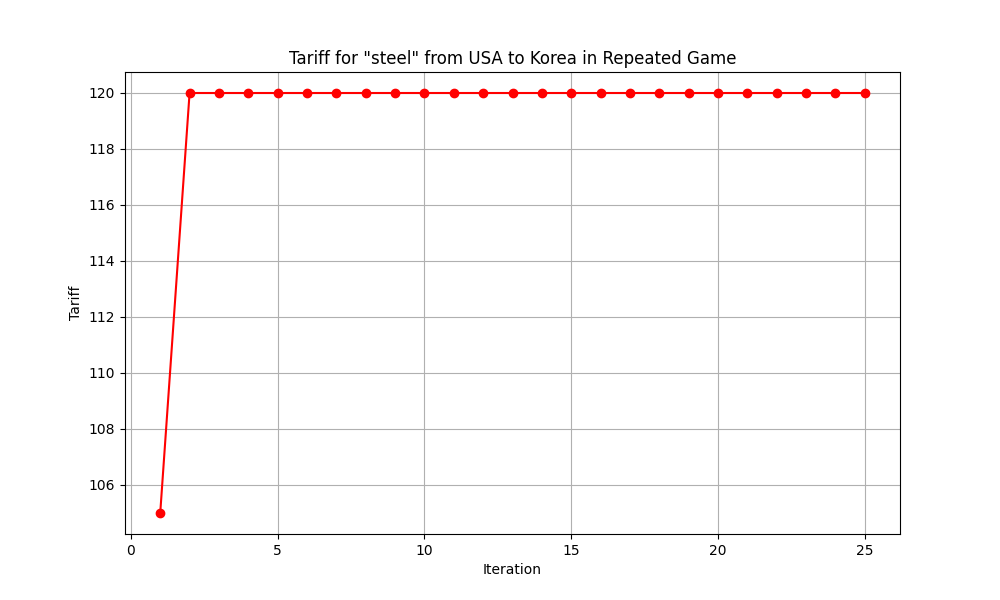 Tariff for "steel" from USA to Korea in Repeated Game
120
118
116
114
112
110
108
106
Tariff
0 5 10 15 20 25
Iteration